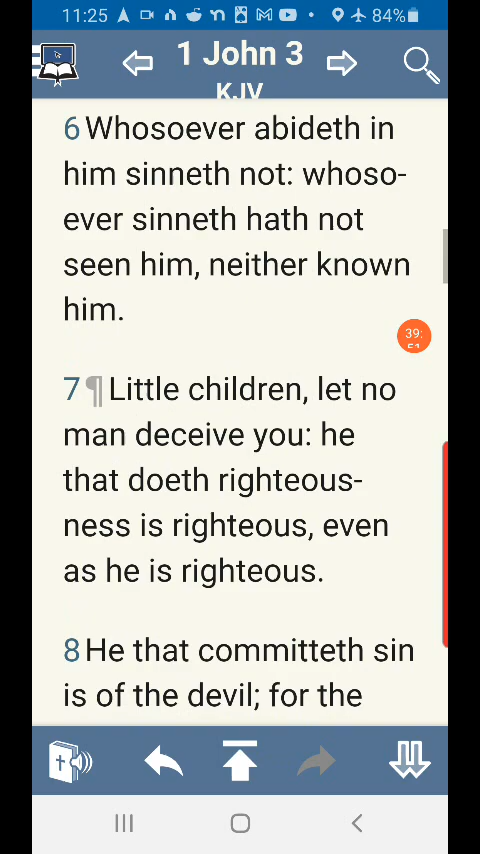 11:25
84%
1 John 3
KJV
6 Whosoever abideth in
him sinneth not: whoso-
ever sinneth hath not
seen him, neither known
him.
39:
51
7 ¶ Little children, let no
man deceive you: he
that doeth righteous-
ness is righteous, even
as he is righteous.
8 He that committeth sin
is of the devil; for the